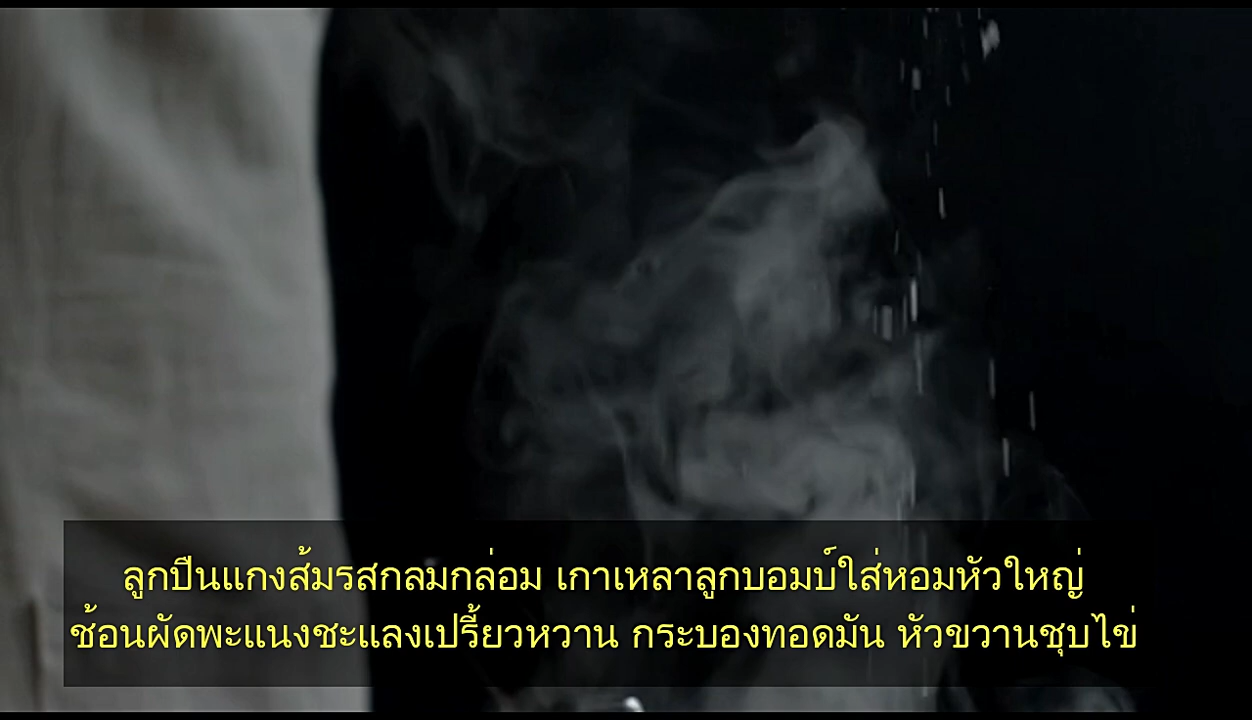 ลูกปืนแกงส้มรสกลมกล่อม เกาเหลาลูกบอมบ์ใส่หอมหัวใหญ่
ช้อนผัดพะแนงชะแลงเปรี้ยวหวาน กระบองทอดมัน หัวขวานชุบไข่